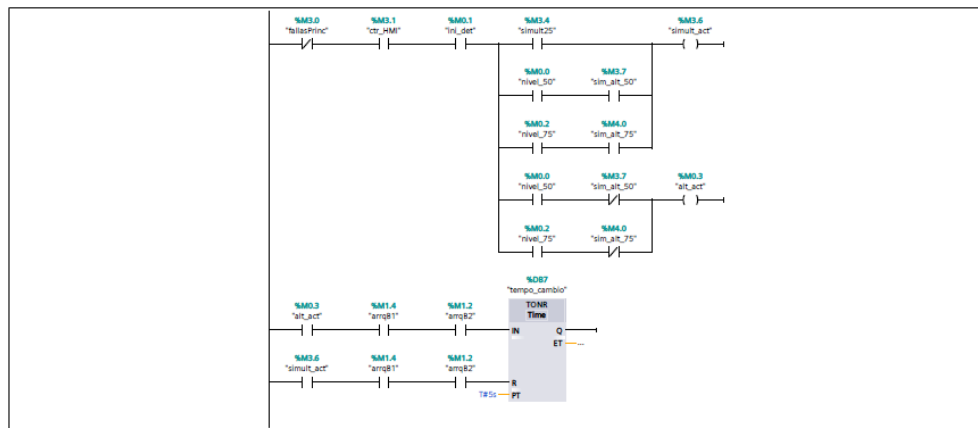 %M3.0 %M3.1 %M0.1 %M3.4 %M3.6
"fallasPrinc" "ctr_HMI" "ini_det" "simult25" "simult_act"
%M0.0 %M3.7
"nivel_50" "sim_alt_50"
%M0.2 %M4.0
"nivel_75" "sim_alt_75"
%M0.0 %M3.7 %M0.3
"nivel_50" "sim_alt_50" "alt_act"
%M0.2 %M4.0
"nivel_75" "sim_alt_75"
%DB7
"tempo_cambio"
%M0.3 %M1.4 %M1.2 TONR
"alt_act" "arrqB1" "arrqB2" Time
IN Q
ET ...
%M3.6 %M1.4 %M1.2
"simult_act" "arrqB1" "arrqB2"
R
T#5s PT